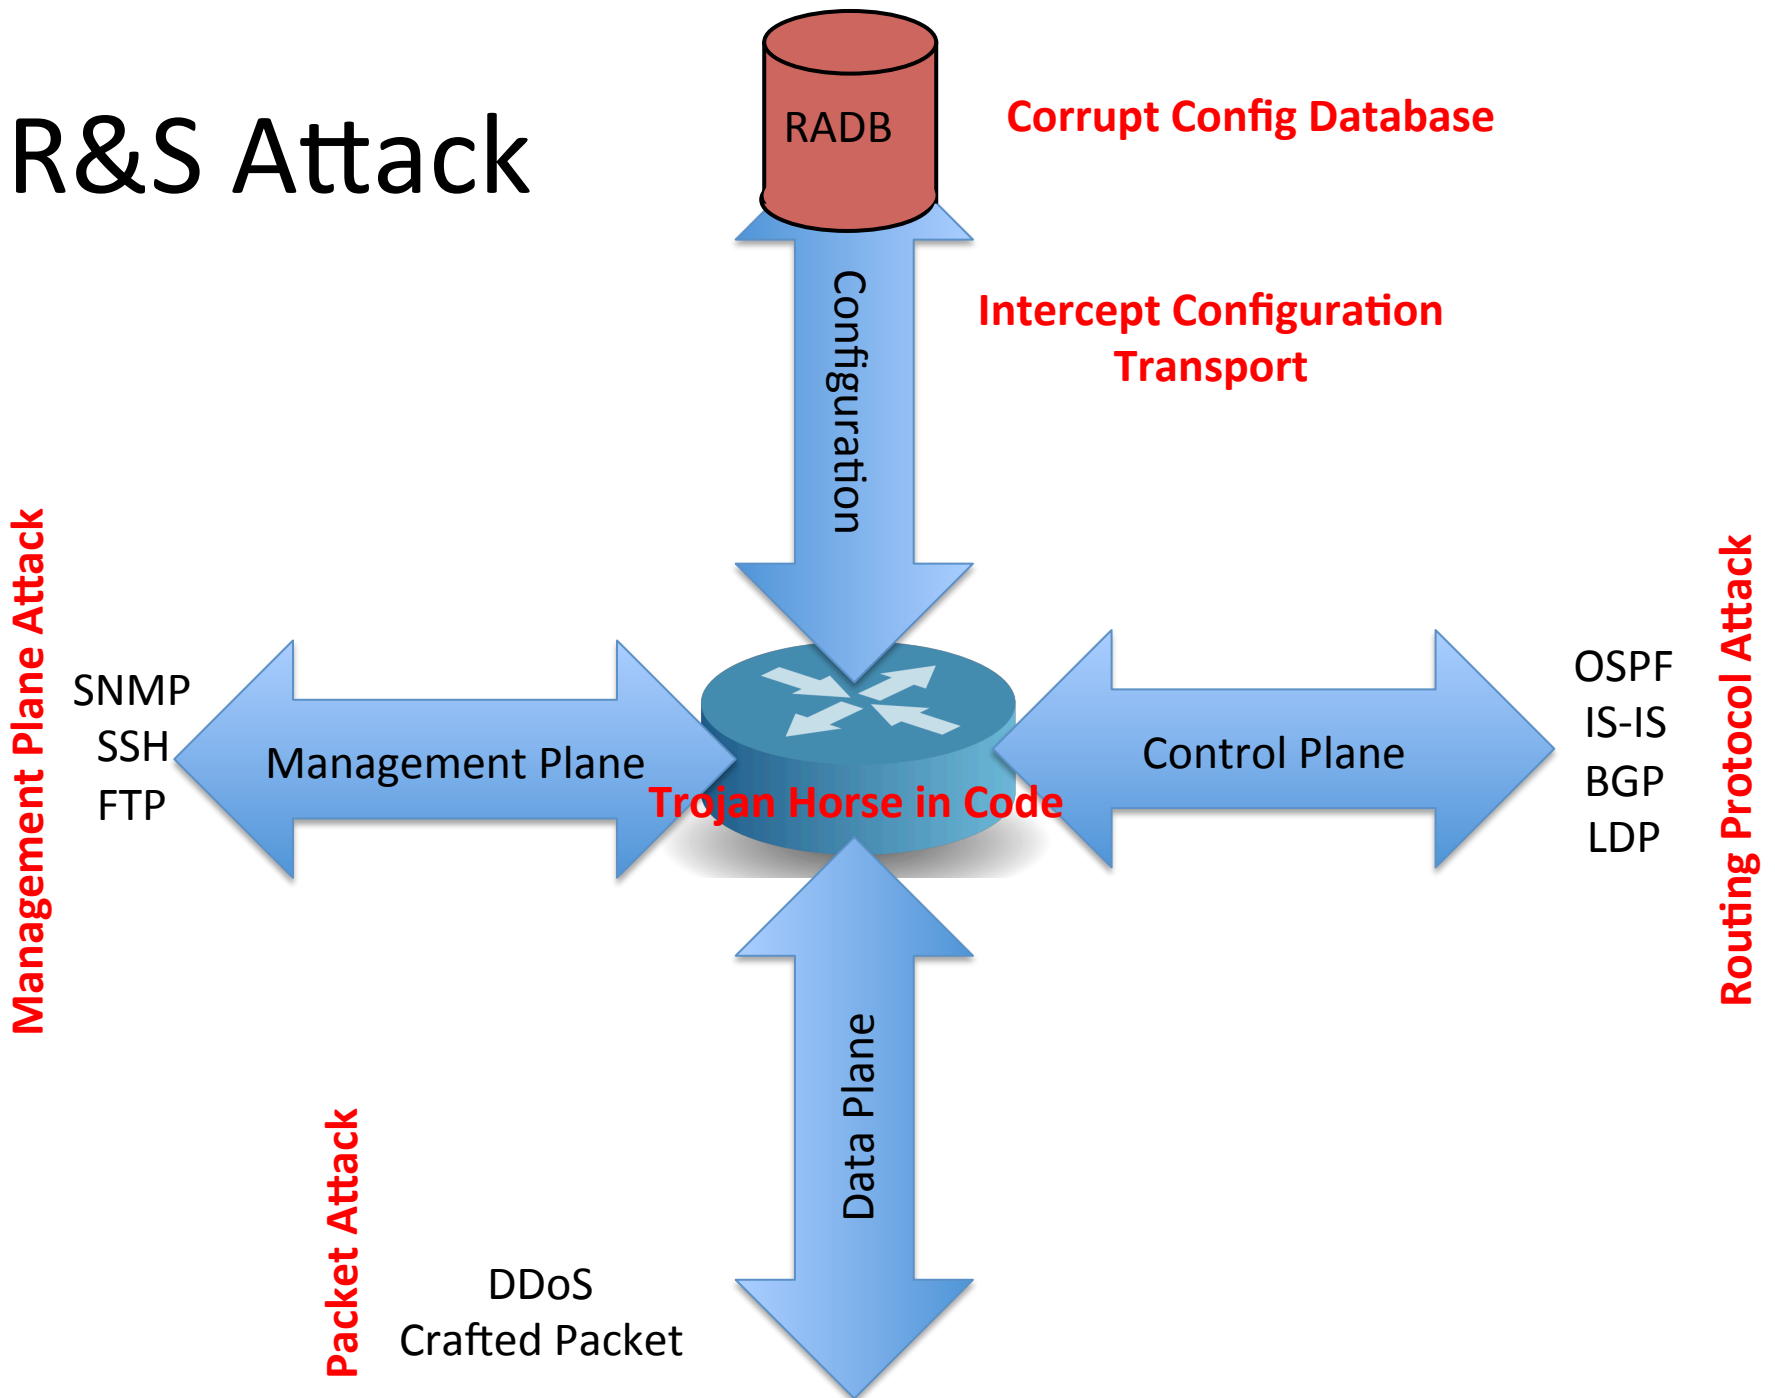 R&S Attack
RADB
Corrupt Config Database
Configuration
Intercept Configuration
Transport
Management Plane Attack
SNMP
SSH
FTP
Management Plane
Trojan Horse in Code
Control Plane
OSPF
IS-IS
BGP
LDP
Routing Protocol Attack
Data Plane
Packet Attack
DDoS
Crafted Packet